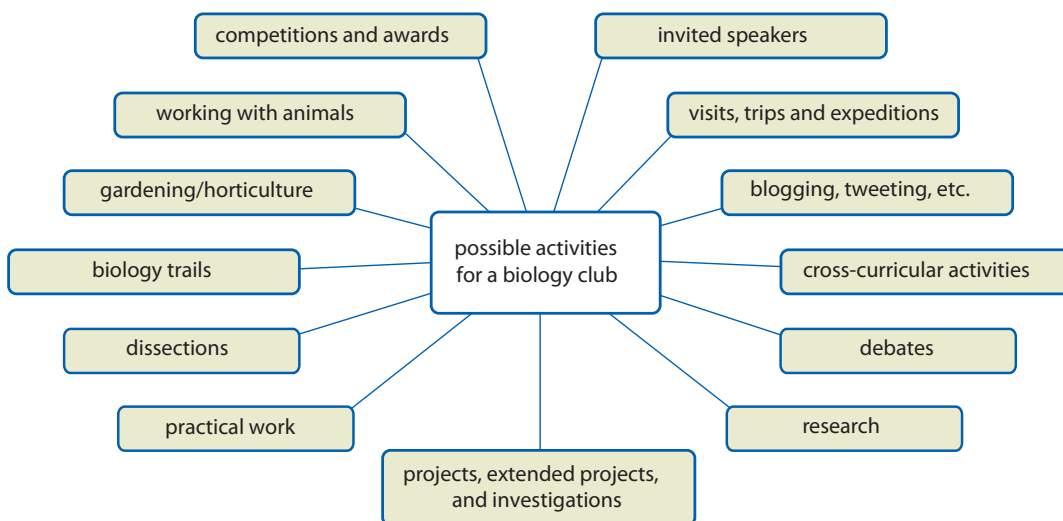 competitions and awards
invited speakers
working with animals
visits, trips and expeditions
gardening/horticulture
blogging, tweeting, etc.
possible activities
for a biology club
biology trails
cross-curricular activities
dissections
debates
practical work
research
projects, extended projects,
and investigations